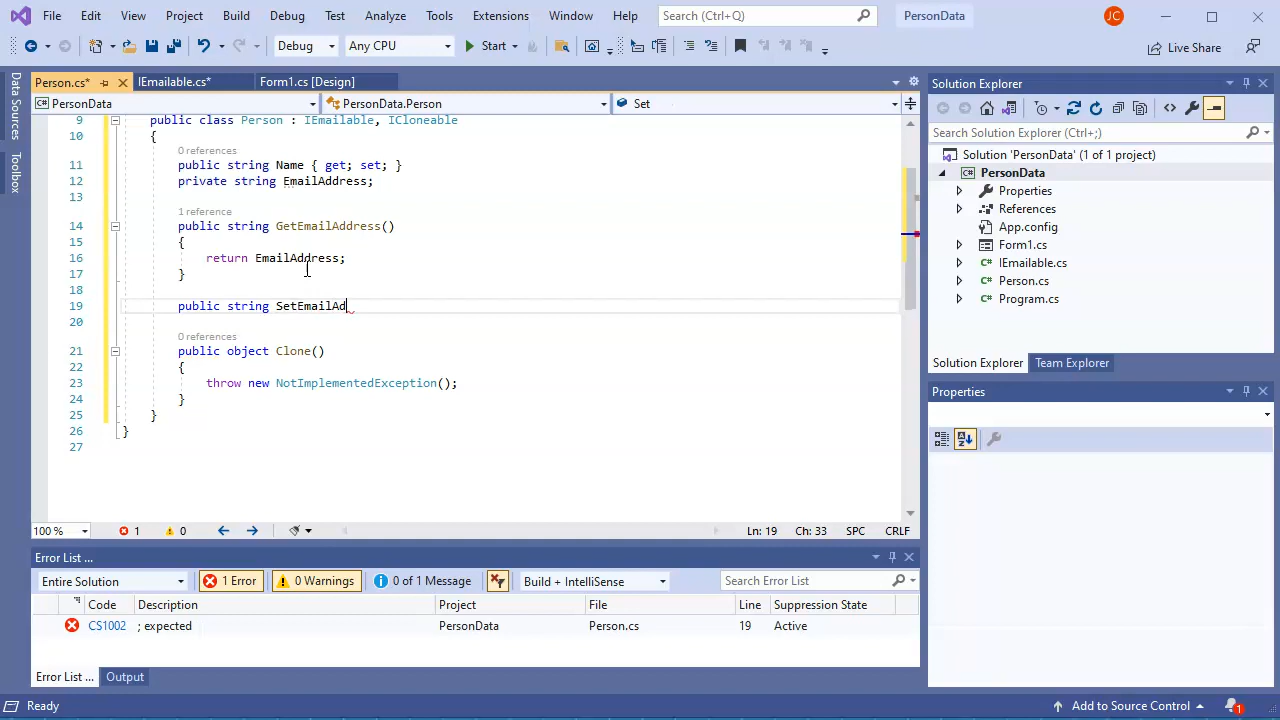 File Edit View Project Build Debug Test Analyze Tools Extensions Window Help Search (Ctrl+Q) PersonData JC
Debug Any CPU Start Live Share
Data Sources
Toolbox
Person.cs* IEmailable.cs* Form1.cs [Design]
PersonData PersonData.Person Set
9 public class Person : IEmailable, ICloneable
10 {
0 references
11 public string Name { get; set; }
12 private string EmailAddress;
13
1 reference
14 public string GetEmailAddress()
15 {
16 return EmailAddress;
17 }
18
19 public string SetEmailAd
20
0 references
21 public object Clone()
22 {
23 throw new NotImplementedException();
24 }
25 }
26 }
27
100 % 1 0 Ln: 19 Ch: 33 SPC CRLF
Error List ...
Entire Solution 1 Error 0 Warnings 0 of 1 Message Build + IntelliSense Search Error List
Code Description Project File Line Suppression State
CS1002 ; expected PersonData Person.cs 19 Active
Error List ... Output
Solution Explorer
Search Solution Explorer (Ctrl+;)
Solution 'PersonData' (1 of 1 project)
PersonData
Properties
References
App.config
Form1.cs
IEmailable.cs
Person.cs
Program.cs
Solution Explorer Team Explorer
Properties
Ready Add to Source Control 1